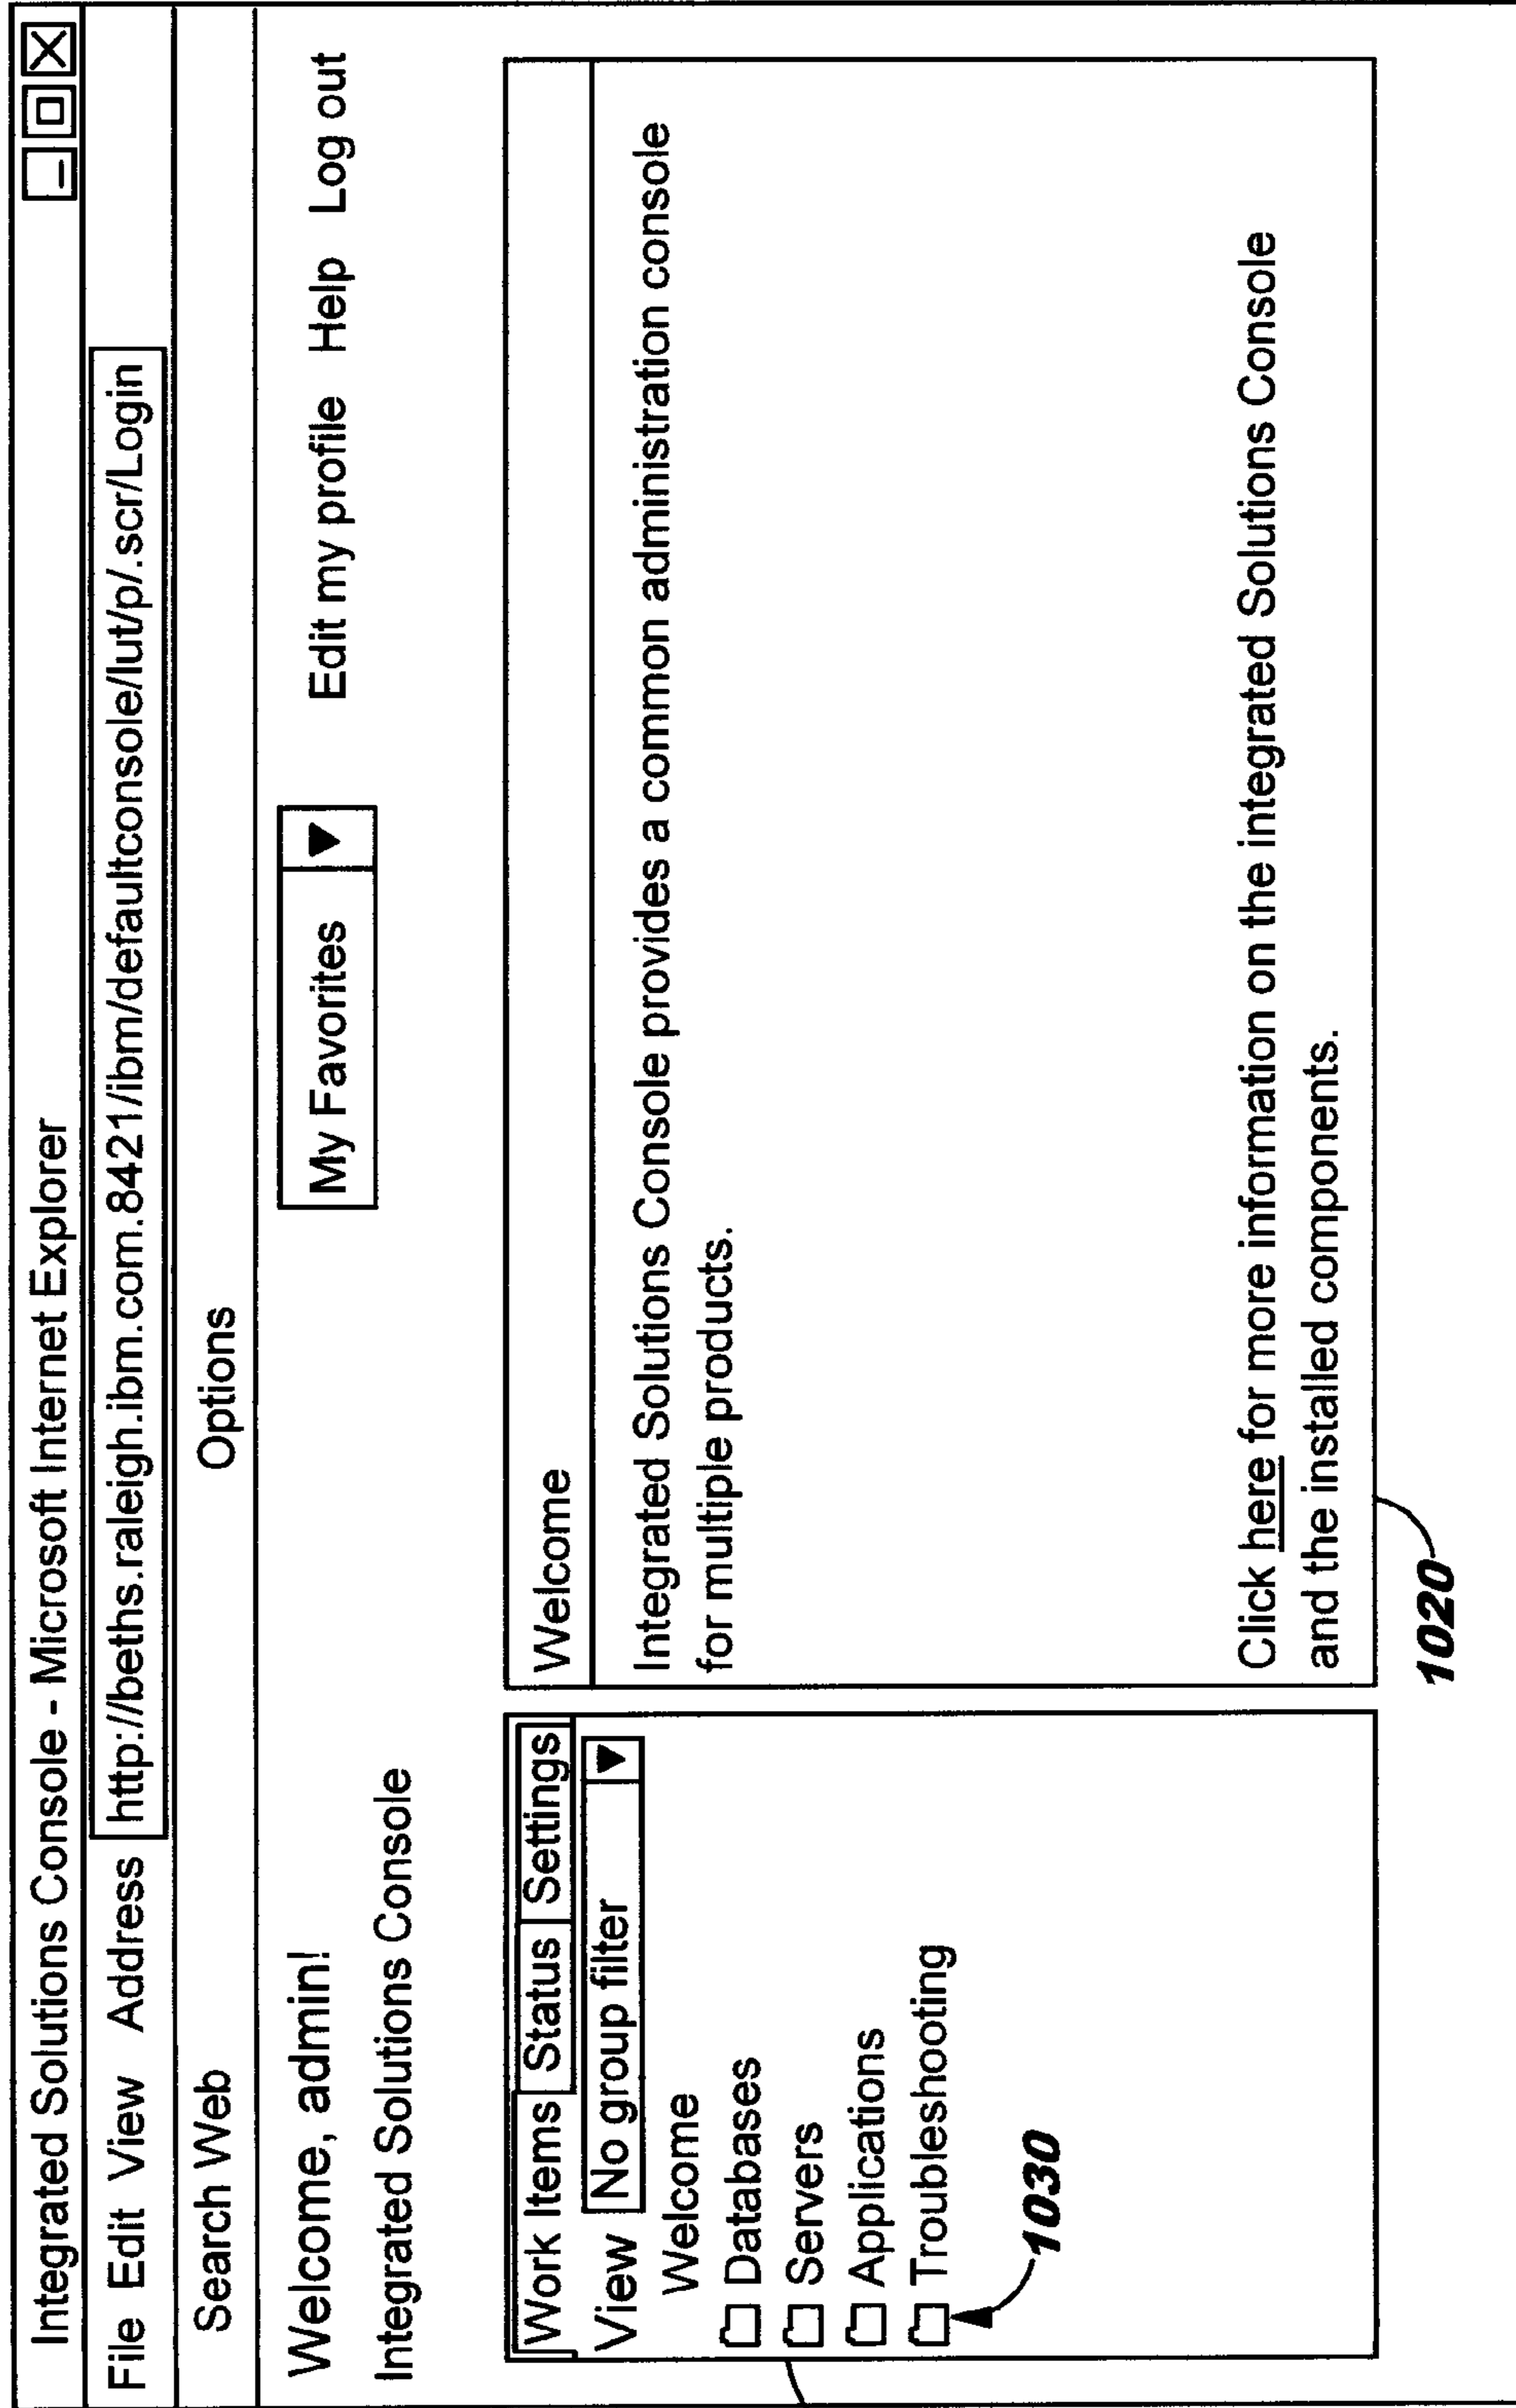 Integrated Solutions Console - Microsoft Internet Explorer
File Edit View Address http://beths.raleigh.ibm.com.8421/ibm/defaultconsole/lut/p/.scr/Login
Search Web Options
Welcome, admin! My Favorites Edit my profile Help Log out
Integrated Solutions Console
Work Items Status Settings
View No group filter
Welcome
Databases
Servers
Applications
Troubleshooting
1030
Welcome
Integrated Solutions Console provides a common administration console
for multiple products.
Click here for more information on the integrated Solutions Console
and the installed components.
1020